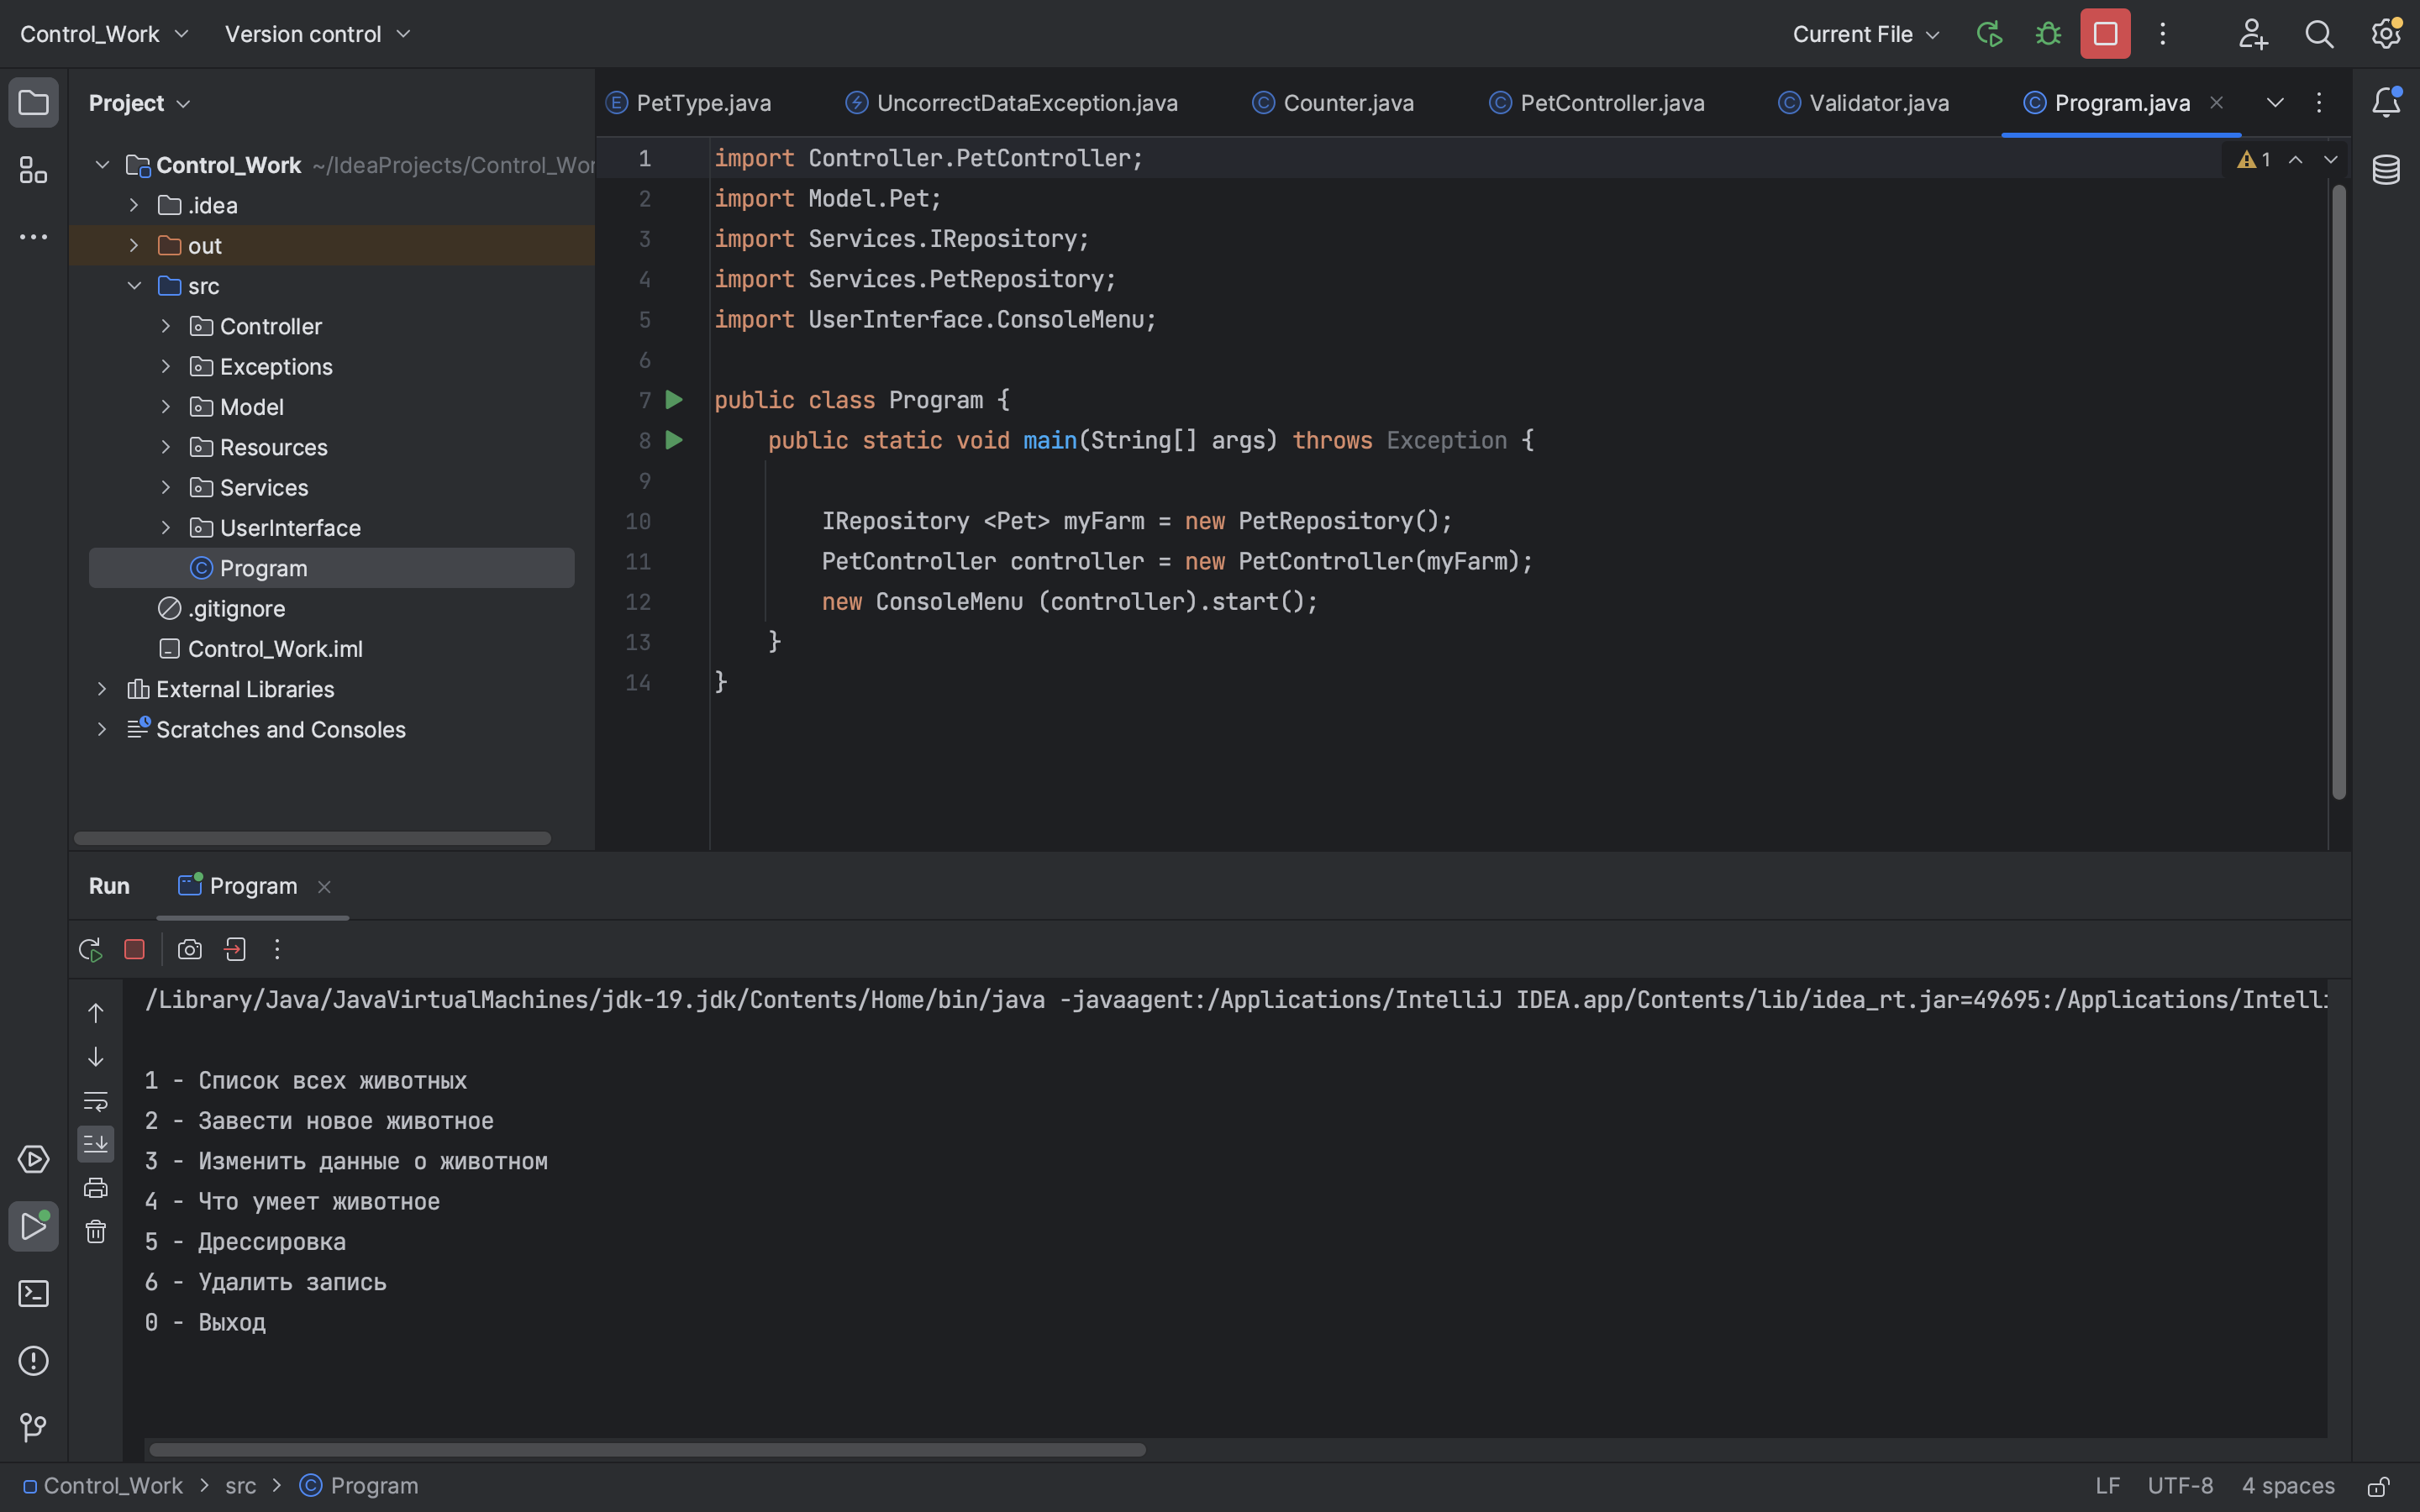 Control_Work Version control Current File
Project
PetType.java UncorrectDataException.java Counter.java PetController.java Validator.java Program.java
Control_Work ~/IdeaProjects/Control_Wor
.idea
out
src
Controller
Exceptions
Model
Resources
Services
UserInterface
Program
.gitignore
Control_Work.iml
External Libraries
Scratches and Consoles
1 import Controller.PetController;
1
2 import Model.Pet;
3 import Services.IRepository;
4 import Services.PetRepository;
5 import UserInterface.ConsoleMenu;
6
7 public class Program {
8 public static void main(String[] args) throws Exception {
9
10 IRepository <Pet> myFarm = new PetRepository();
11 PetController controller = new PetController(myFarm);
12 new ConsoleMenu (controller).start();
13 }
14 }
Run Program
/Library/Java/JavaVirtualMachines/jdk-19.jdk/Contents/Home/bin/java -javaagent:/Applications/IntelliJ IDEA.app/Contents/lib/idea_rt.jar=49695:/Applications/Intelli
1 - Список всех животных
2 - Завести новое животное
3 - Изменить данные о животном
4 - Что умеет животное
5 - Дрессировка
6 - Удалить запись
0 - Выход
Control_Work > src > Program LF UTF-8 4 spaces